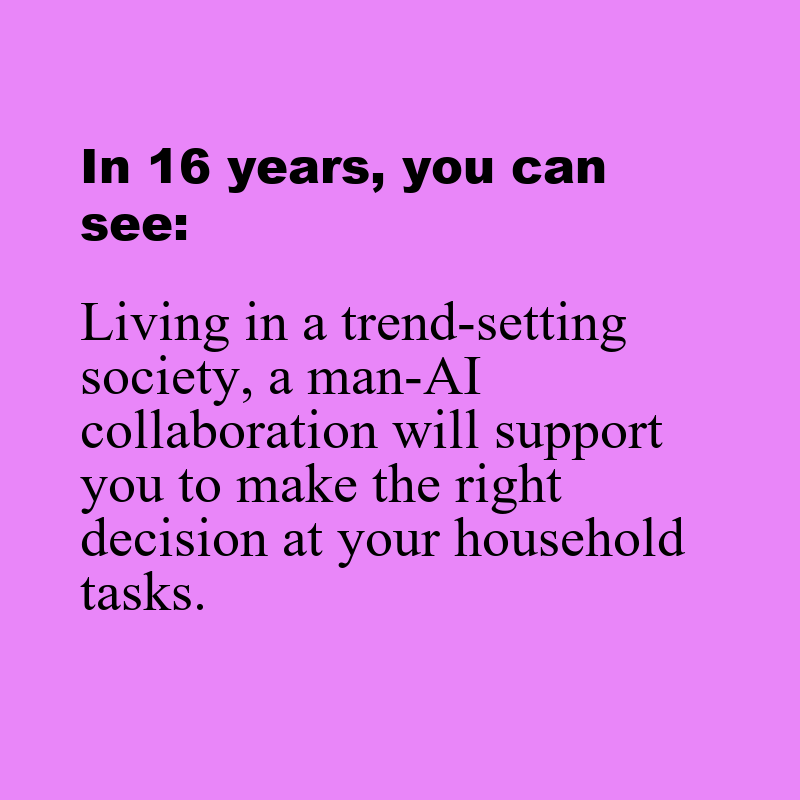 In 16 years, you can
see:
Living in a trend-setting
society, a man-AI
collaboration will support
you to make the right
decision at your household
tasks.